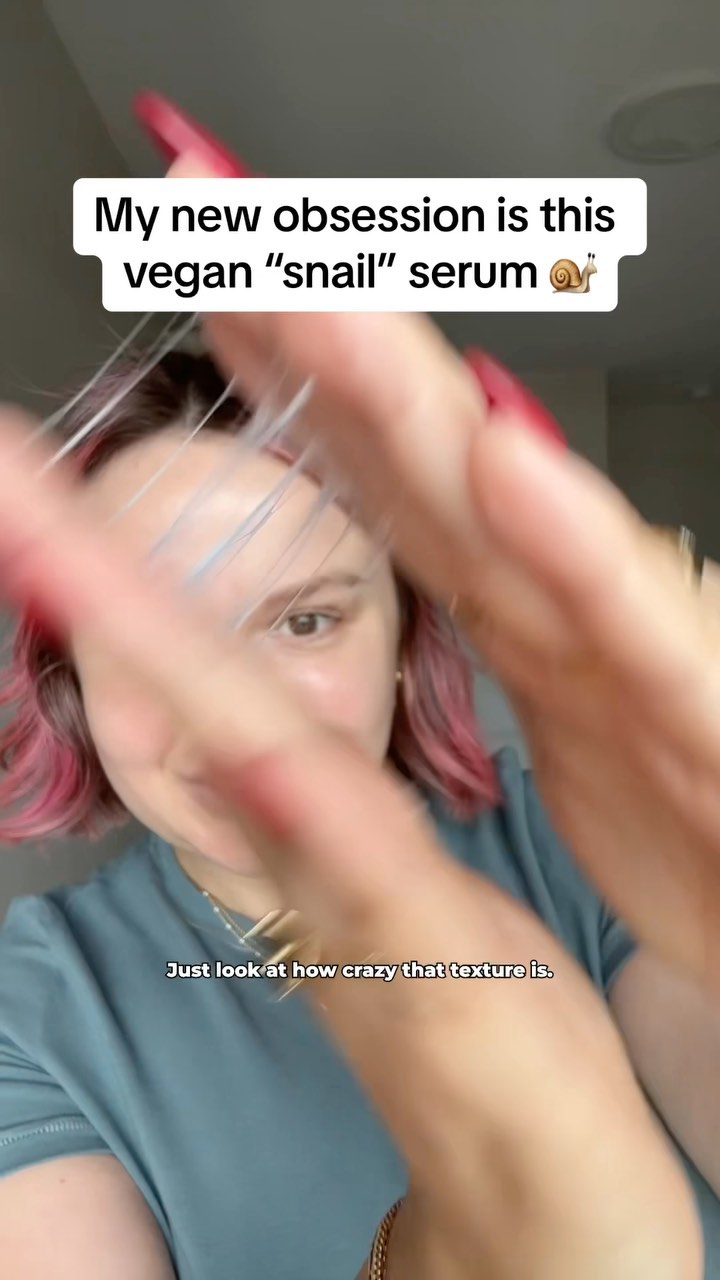 My new obsession is this
vegan “snail” serum 🐌
Just look at how crazy that texture is.